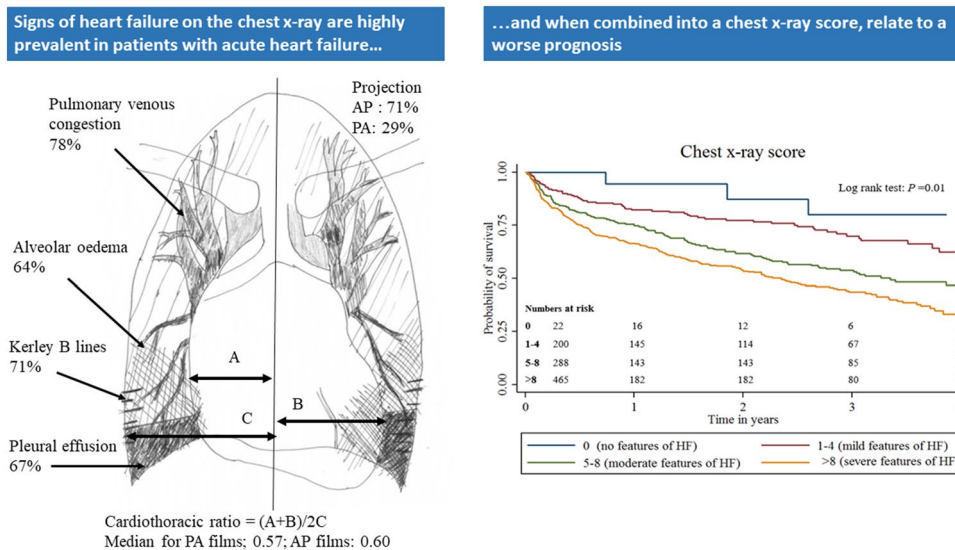 Signs of heart failure on the chest x-ray are highly
prevalent in patients with acute heart failure…
Pulmonary venous
congestion
78%
Projection
AP : 71%
PA: 29%
Alveolar oedema
64%
Kerley B lines
71%
Pleural effusion
67%
A
B
C
Cardiothoracic ratio = (A+B)/2C
Median for PA films; 0.57; AP films: 0.60
…and when combined into a chest x-ray score, relate to a
worse prognosis
Chest x-ray score
Log rank test: P =0.01
Probability of survival
1.00
0.75
0.50
0.25
0.00
Numbers at risk
0 22 16 12 6
1-4 200 145 114 67
5-8 288 143 143 85
>8 465 182 182 80
0 1 2 3
Time in years
0 (no features of HF) 1-4 (mild features of HF)
5-8 (moderate features of HF) >8 (severe features of HF)